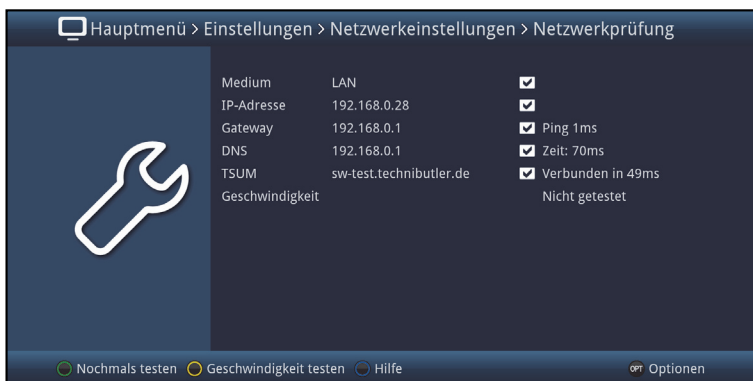 Hauptmenü > Einstellungen > Netzwerkeinstellungen > Netzwerkprüfung
Medium LAN
IP-Adresse 192.168.0.28
Gateway 192.168.0.1 Ping 1ms
DNS 192.168.0.1 Zeit: 70ms
TSUM sw-test.technibutler.de Verbunden in 49ms
Geschwindigkeit Nicht getestet
Nochmals testen Geschwindigkeit testen Hilfe OPT Optionen